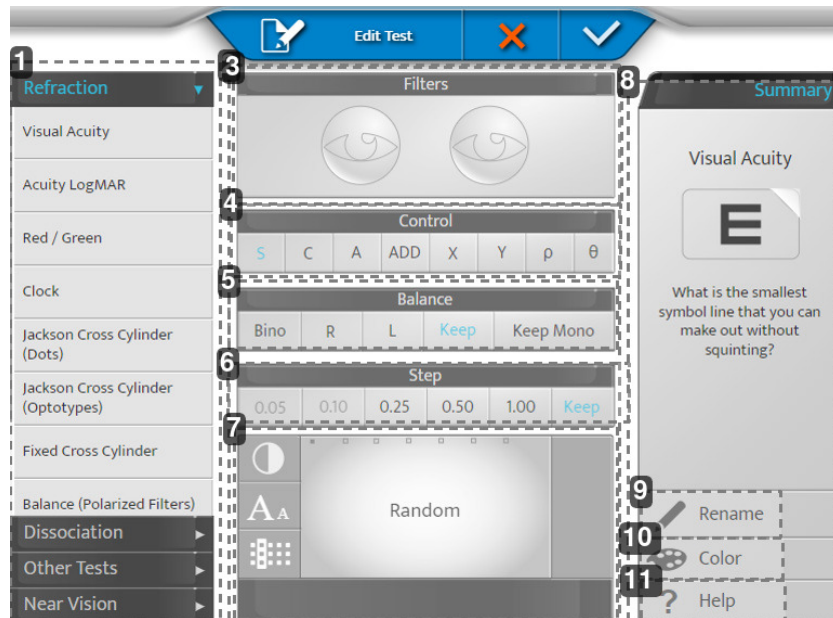 Edit Test
1
Refraction
Visual Acuity
Acuity LogMAR
Red / Green
Clock
Jackson Cross Cylinder
(Dots)
Jackson Cross Cylinder
(Optotypes)
Fixed Cross Cylinder
Balance (Polarized Filters)
Dissociation
Other Tests
Near Vision
3
Filters
4
Control
S C A ADD X Y ρ θ
5
Balance
Bino R L Keep Keep Mono
6
Step
0.05 0.10 0.25 0.50 1.00 Keep
7
A A
Random
8
Summary
Visual Acuity
E
What is the smallest
symbol line that you can
make out without
squinting?
9
Rename
10
Color
11
? Help